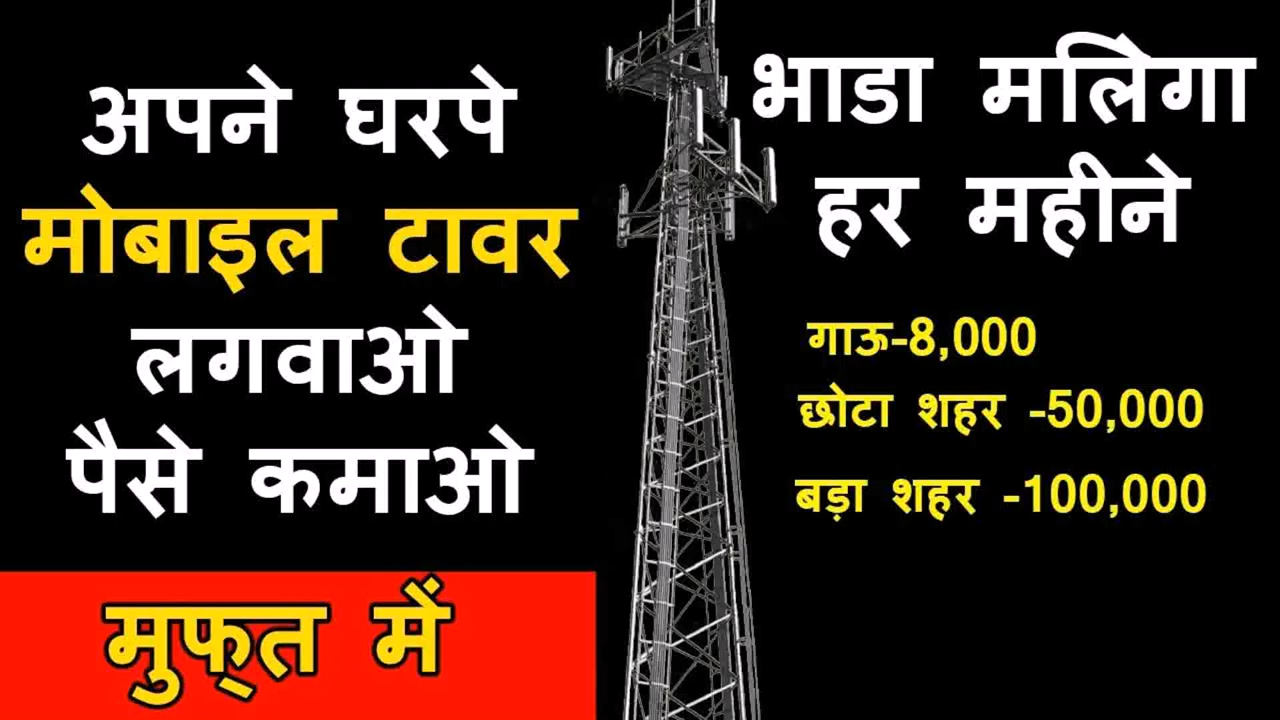 अपने घरपे
मोबाइल टावर
लगवाओ
पैसे कमाओ
मुफ्त में
भाडा मलिेगा
हर महीने
गाऊ-8,000
छोटा शहर -50,000
बड़ा शहर -100,000